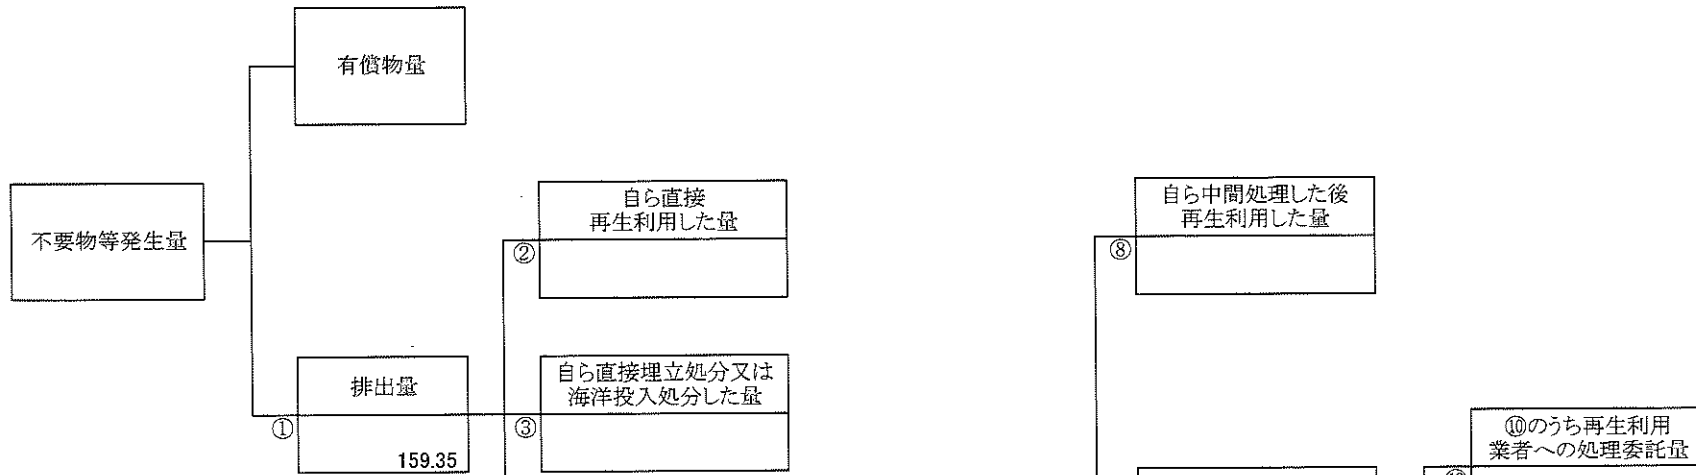 有償物量
不要物等発生量
自ら直接
再生利用した量
②
自ら中間処理した後
再生利用した量
⑧
排出量
①
159.35
自ら直接埋立処分又は
海洋投入処分した量
③
⑩のうち再生利用
業者への処理委託量